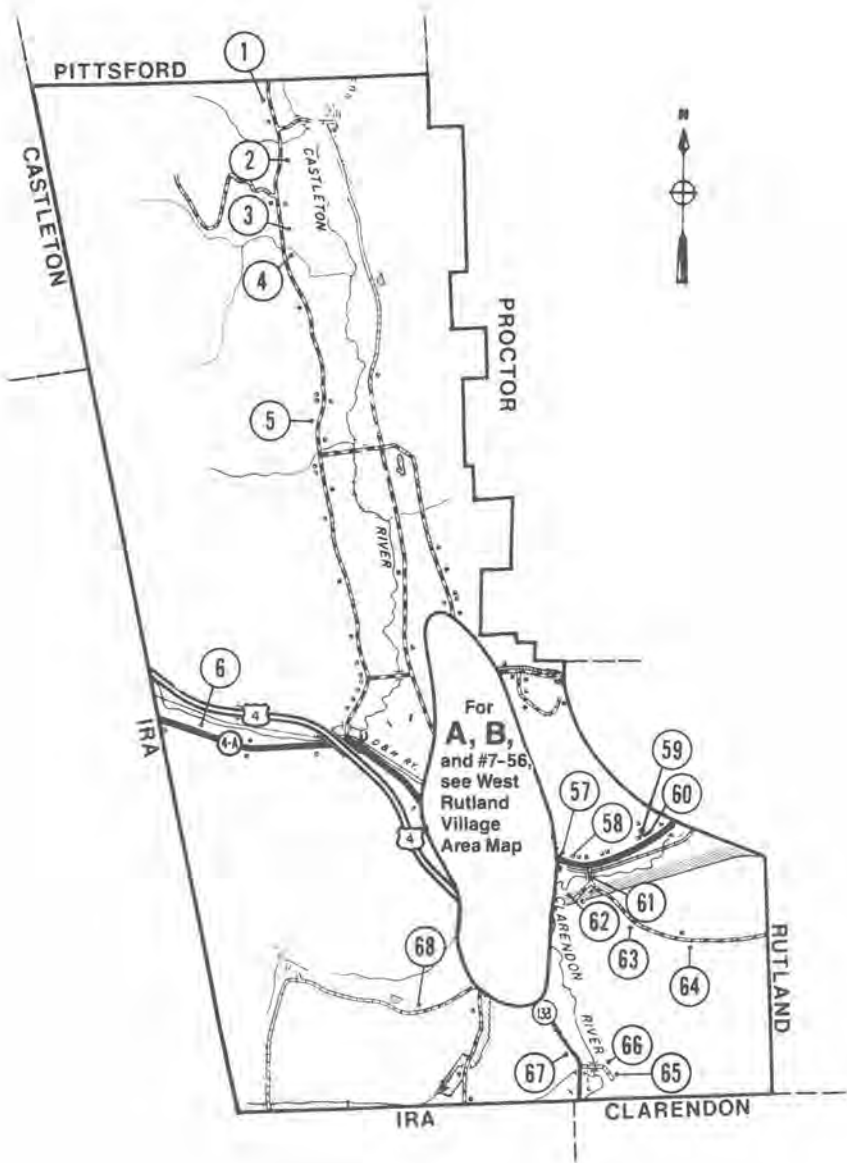 1
PITTSFORD
N
CASTLETON
2
CASTLETON
3
4
PROCTOR
5
RIVER
6
4
IRA
4-A
D&H RY.
4
For
A, B,
and #7-56,
see West
Rutland
Village
Area Map
57
58
59
60
61
62
63
64
CLARENDON
RIVER
RUTLAND
68
133
67
66
65
IRA
CLARENDON